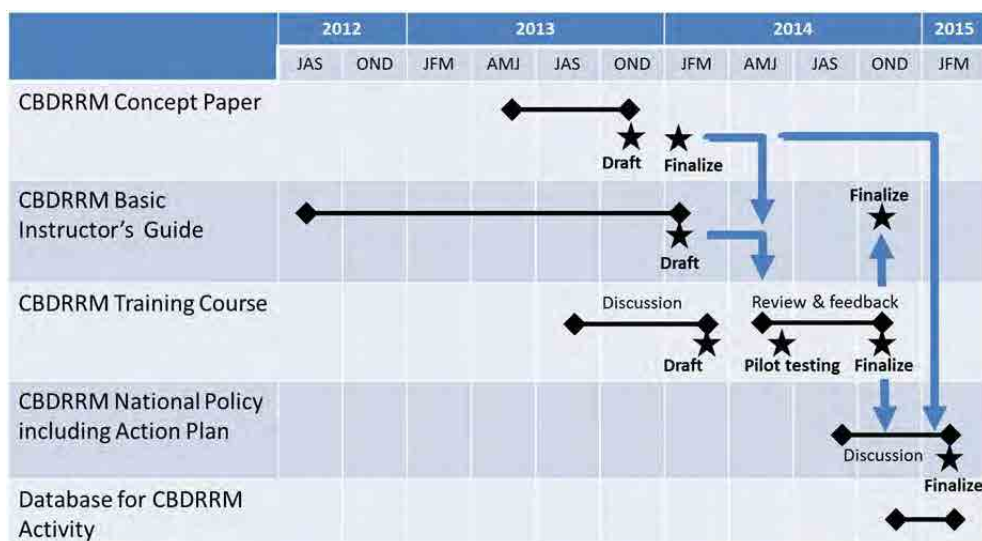 2012 2013 2014 2015
JAS OND JFM AMJ JAS OND JFM AMJ JAS OND JFM
CBDRRM Concept Paper
Draft Finalize
CBDRRM Basic
Instructor's Guide
Finalize
Draft
CBDRRM Training Course
Discussion Review & feedback
Draft Pilot testing Finalize
CBDRRM National Policy
including Action Plan
Discussion
Finalize
Database for CBDRRM
Activity